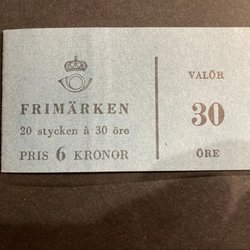 FRIMÄRKEN
20 stycken à 30 öre
PRIS 6 KRONOR
VALÖR
30
ÖRE